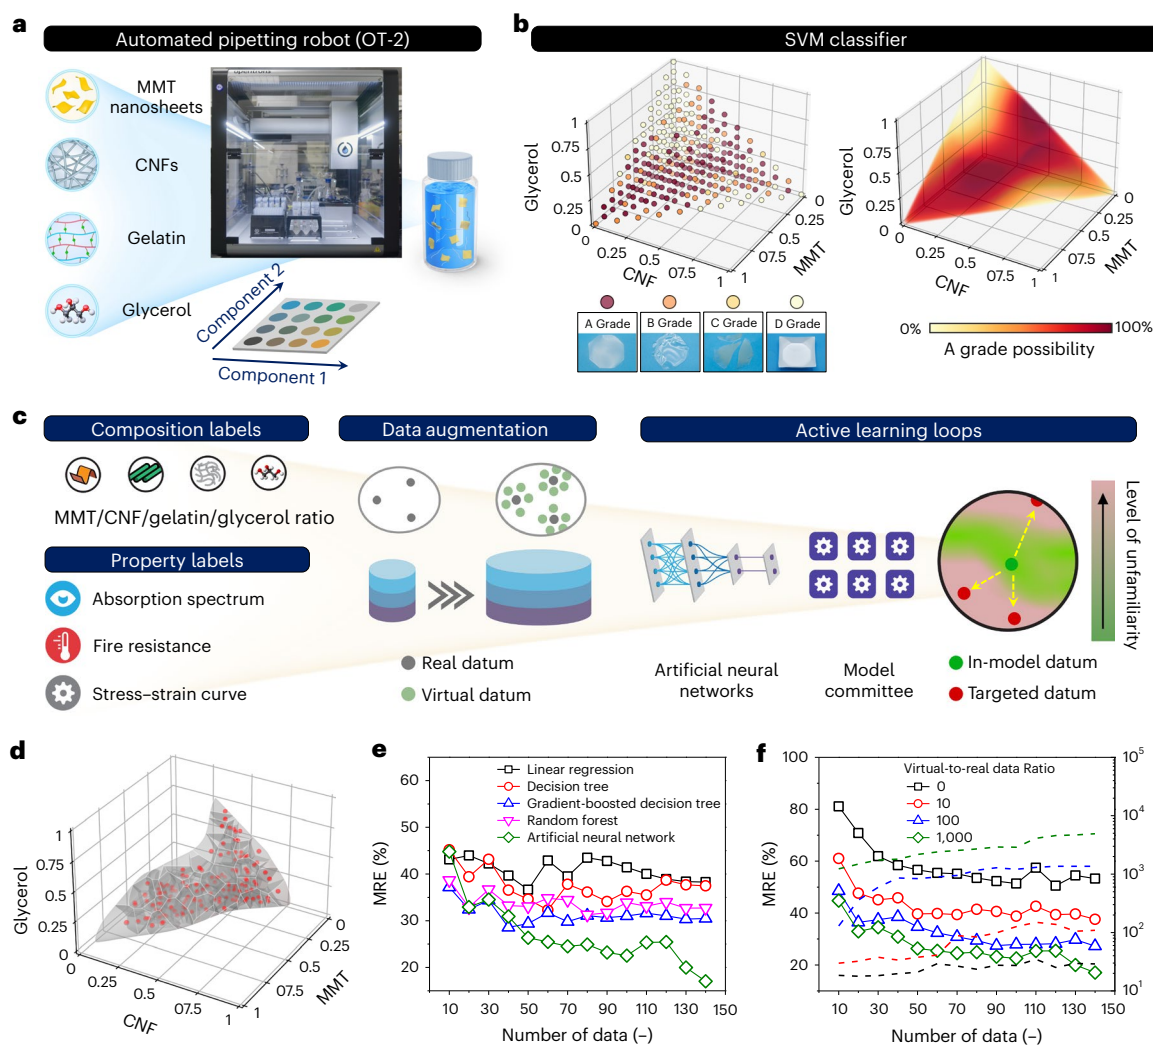 a
Automated pipetting robot (OT-2)
MMT
nanosheets
CNFs
Gelatin
Glycerol
Component 2
Component 1
b
SVM classifier
Glycerol
1
0.75
0.5
0.25
0
0
0.25
0.5
07.5
1
CNF
1
07.5
0.5
0.25
0
MMT
Glycerol
1
0.75
0.5
0.25
0
0
0.25
0.5
07.5
1
CNF
1
07.5
0.5
0.25
0
MMT
A Grade
B Grade
C Grade
D Grade
0%
100%
A grade possibility
c
Composition labels
MMT/CNF/gelatin/glycerol ratio
Property labels
Absorption spectrum
Fire resistance
Stress–strain curve
Data augmentation
Real datum
Virtual datum
Active learning loops
Artificial neural
networks
Model
committee
Level of unfamiliarity
In-model datum
Targeted datum
d
Glycerol
1
0.75
0.5
0.25
0
0
0.25
0.5
07.5
1
CNF
1
07.5
0.5
0.25
0
MMT
e
MRE (%)
60
50
40
30
20
Linear regression
Decision tree
Gradient-boosted decision tree
Random forest
Artificial neural network
10 30 50 70 90 110 130 150
Number of data (–)
f
MRE (%)
100
80
60
40
20
Virtual-to-real data Ratio
0
10
100
1,000
10⁵
10⁴
10³
10²
10¹
10 30 50 70 90 110 130 150
Number of data (–)